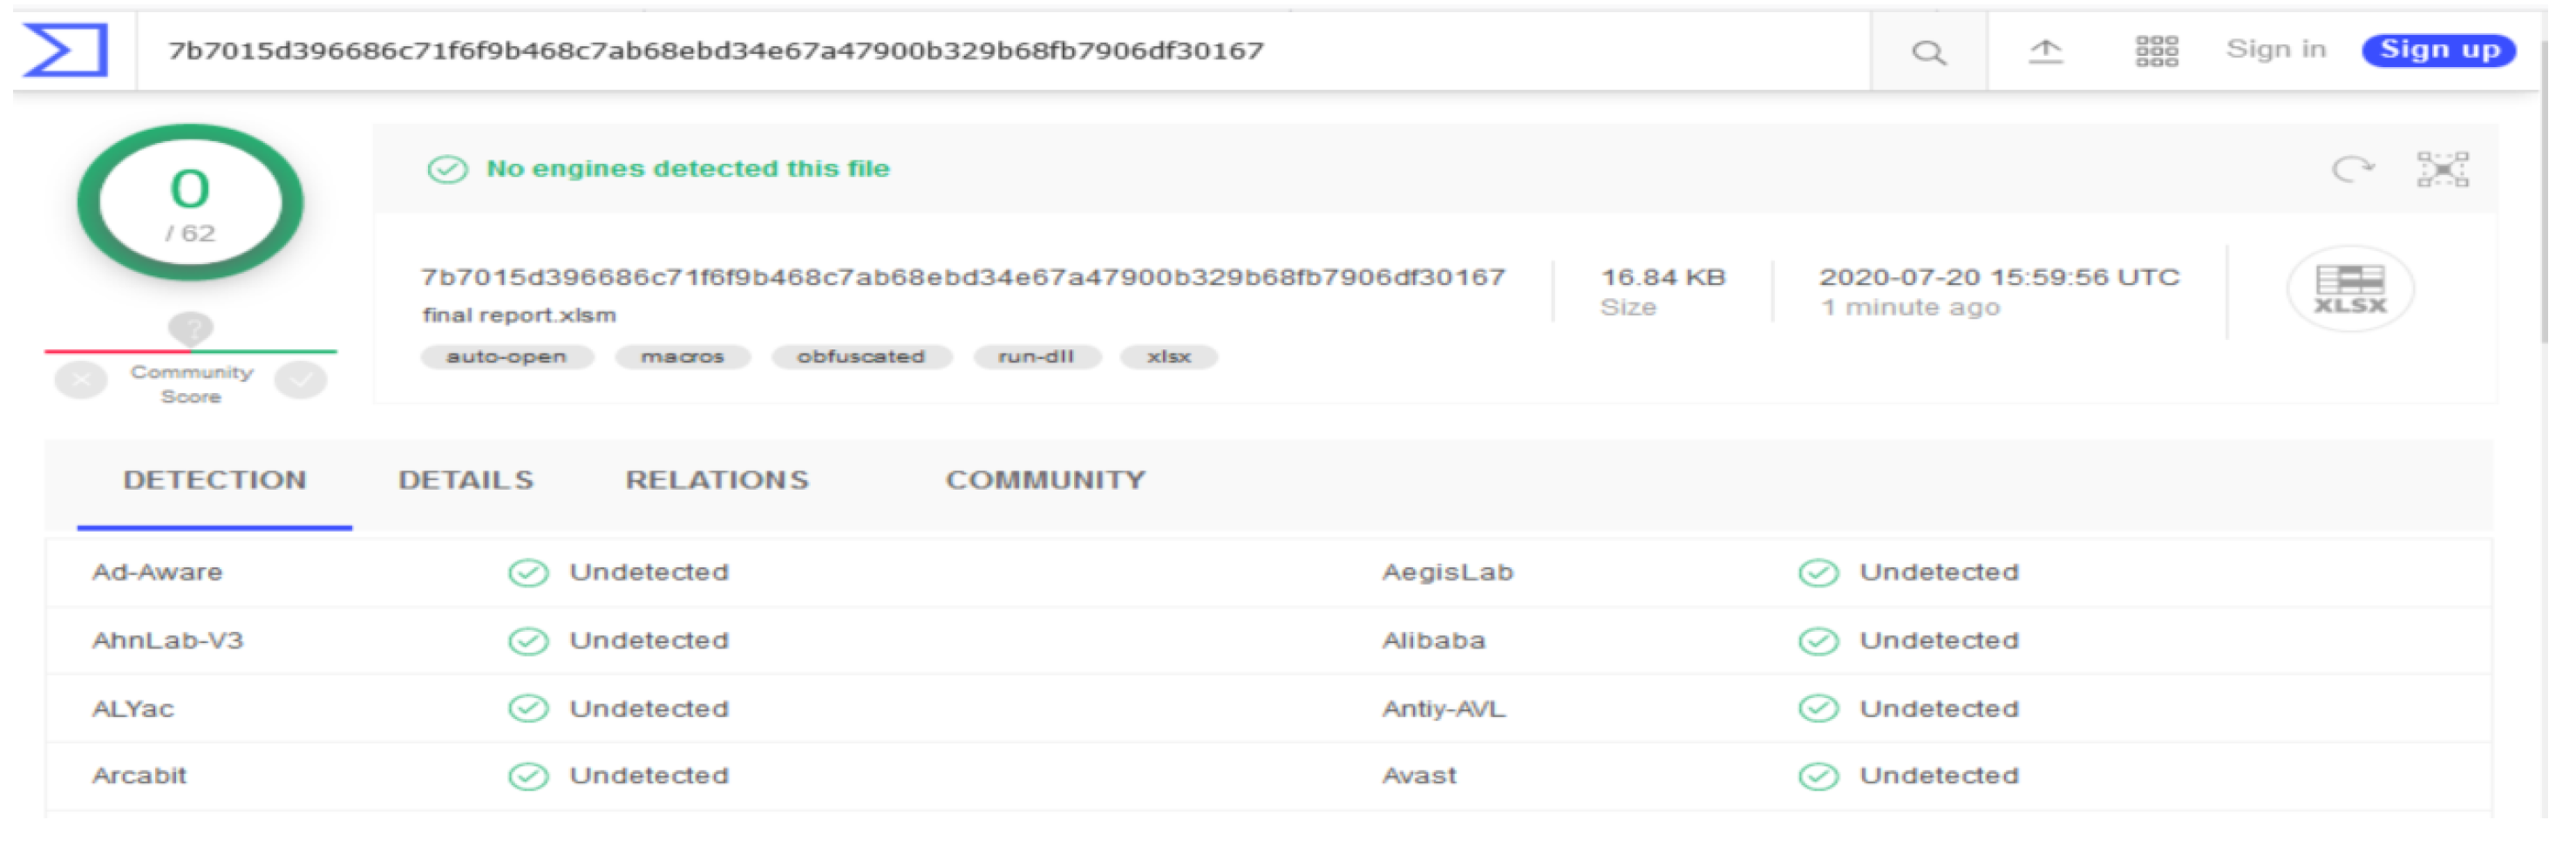 7b7015d396686c71f6f9b468c7ab68ebd34e67a47900b329b68fb7906df30167
Sign in
Sign up
0
/ 62
No engines detected this file
7b7015d396686c71f6f9b468c7ab68ebd34e67a47900b329b68fb7906df30167
16.84 KB
2020-07-20 15:59:56 UTC
final report.xlsm
Size
1 minute ago
XLSX
auto-open macros obfuscated run-dll xlsx
?
Community
Score
DETECTION DETAILS RELATIONS COMMUNITY
Ad-Aware Undetected AegisLab Undetected
AhnLab-V3 Undetected Alibaba Undetected
ALYac Undetected Antiy-AVL Undetected
Arcabit Undetected Avast Undetected